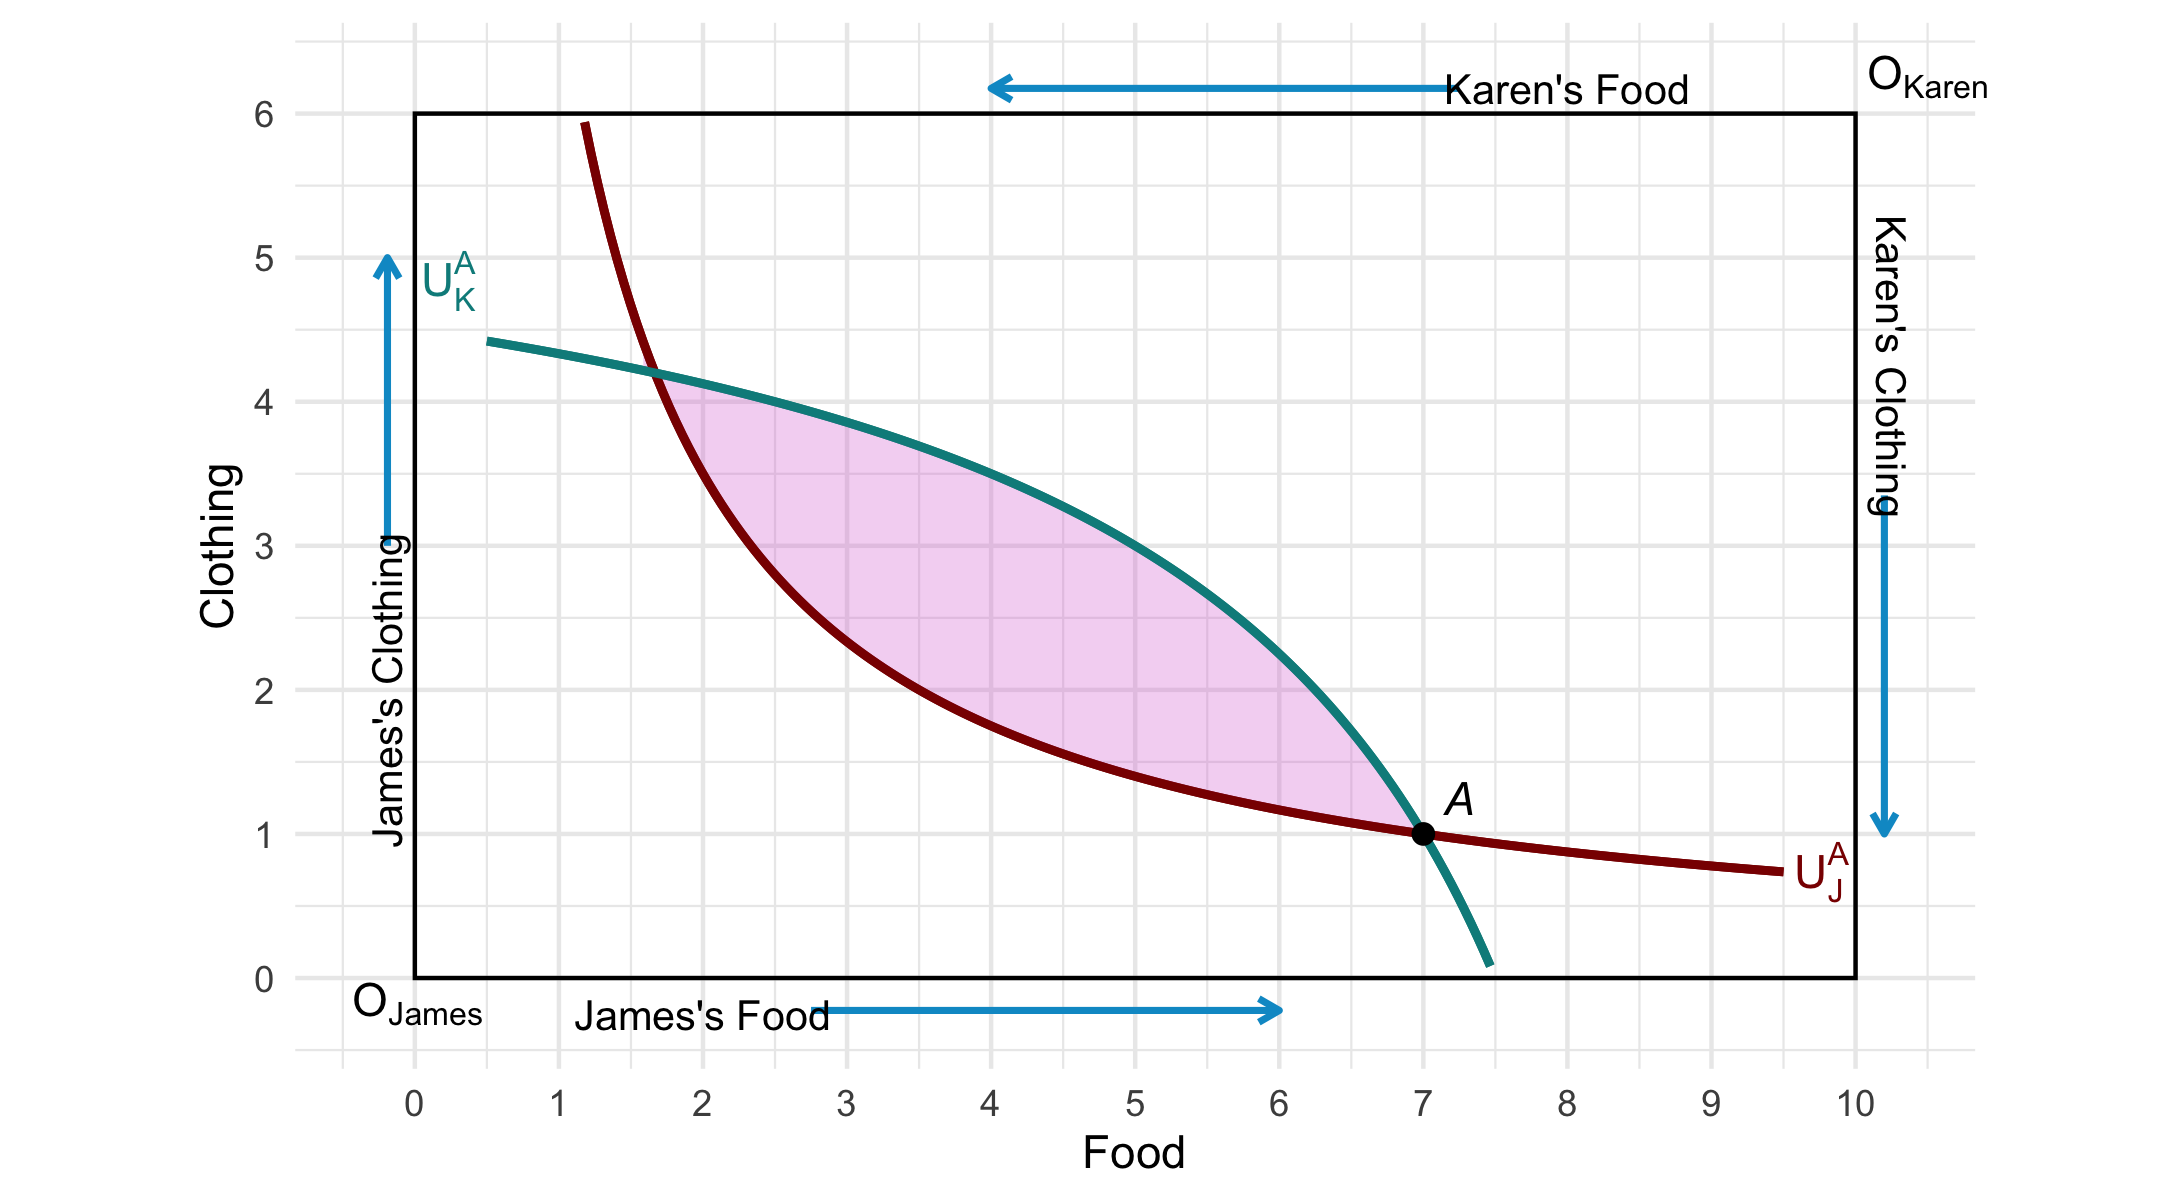 Karen's Food
O_Karen
6
5
4
3
2
1
0
Clothing
James's Clothing
U_K^A
Karen's Clothing
A
U_J^A
O_James
James's Food
0 1 2 3 4 5 6 7 8 9 10
Food